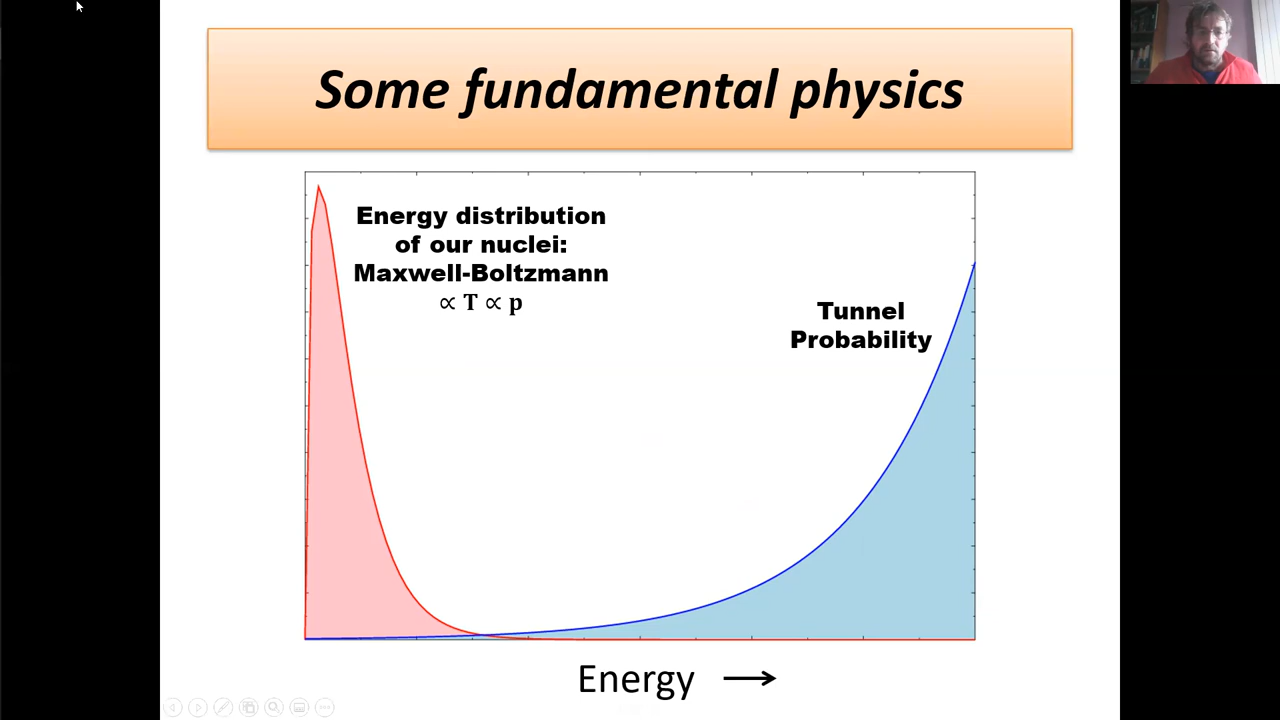 Some fundamental physics
Energy distribution
of our nuclei:
Maxwell-Boltzmann
∝ T ∝ p
Tunnel
Probability
Energy →